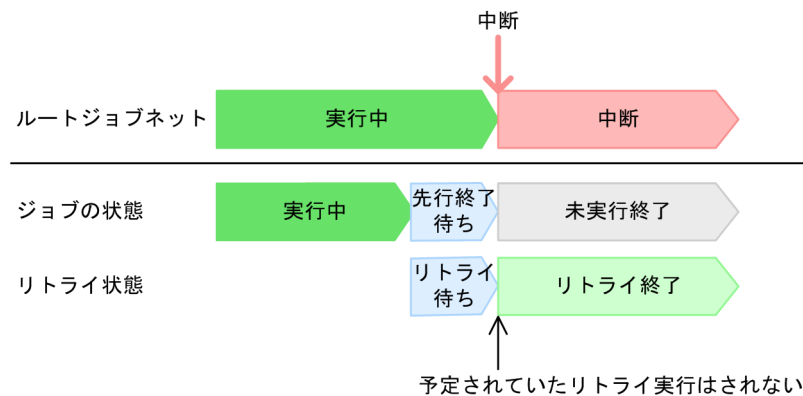 中断
ルートジョブネット
実行中
中断
ジョブの状態
実行中
先行終了
待ち
未実行終了
リトライ状態
リトライ
待ち
リトライ終了
予定されていたリトライ実行はされない